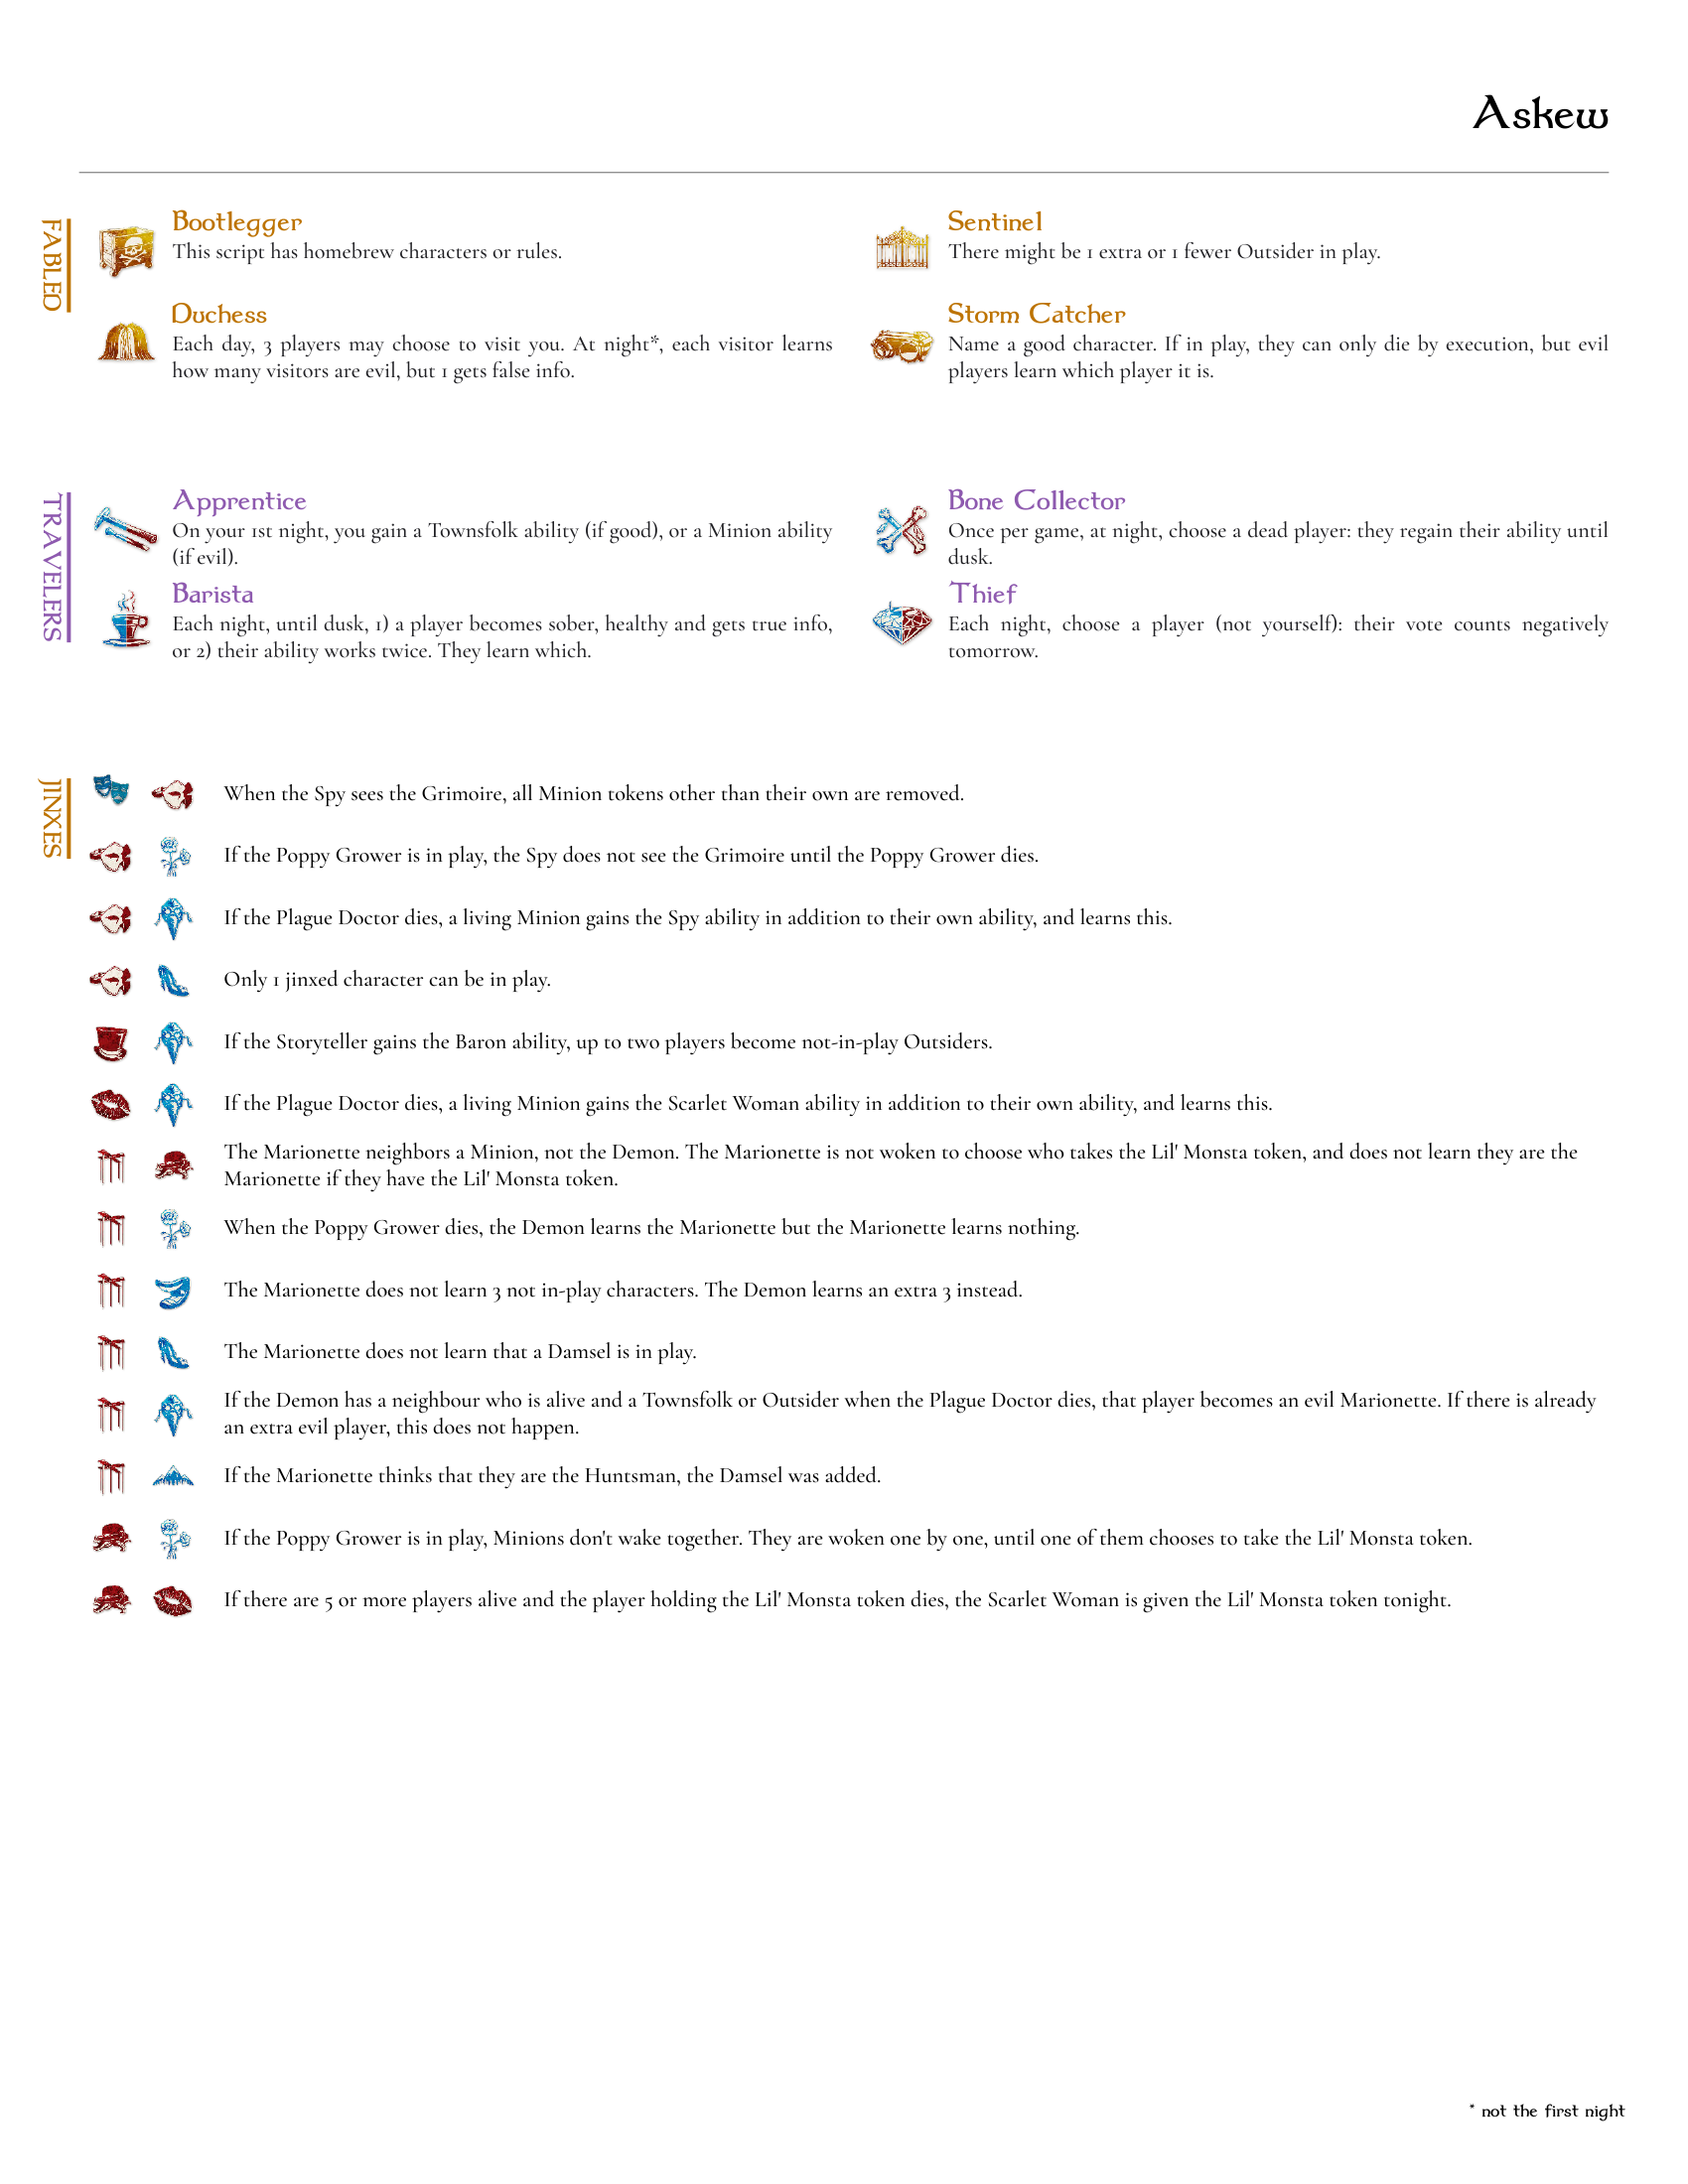 Askew
FABLED
Bootlegger
This script has homebrew characters or rules.
Sentinel
There might be 1 extra or 1 fewer Outsider in play.
Duchess
Each day, 3 players may choose to visit you. At night*, each visitor learns
how many visitors are evil, but 1 gets false info.
Storm Catcher
Name a good character. If in play, they can only die by execution, but evil
players learn which player it is.
TRAVELERS
Apprentice
On your 1st night, you gain a Townsfolk ability (if good), or a Minion ability
(if evil).
Bone Collector
Once per game, at night, choose a dead player: they regain their ability until
dusk.
Barista
Each night, until dusk, 1) a player becomes sober, healthy and gets true info,
or 2) their ability works twice. They learn which.
Thief
Each night, choose a player (not yourself): their vote counts negatively
tomorrow.
JINXES
When the Spy sees the Grimoire, all Minion tokens other than their own are removed.
If the Poppy Grower is in play, the Spy does not see the Grimoire until the Poppy Grower dies.
If the Plague Doctor dies, a living Minion gains the Spy ability in addition to their own ability, and learns this.
Only 1 jinxed character can be in play.
If the Storyteller gains the Baron ability, up to two players become not-in-play Outsiders.
If the Plague Doctor dies, a living Minion gains the Scarlet Woman ability in addition to their own ability, and learns this.
The Marionette neighbors a Minion, not the Demon. The Marionette is not woken to choose who takes the Lil' Monsta token, and does not learn they are the
Marionette if they have the Lil' Monsta token.
When the Poppy Grower dies, the Demon learns the Marionette but the Marionette learns nothing.
The Marionette does not learn 3 not in-play characters. The Demon learns an extra 3 instead.
The Marionette does not learn that a Damsel is in play.
If the Demon has a neighbour who is alive and a Townsfolk or Outsider when the Plague Doctor dies, that player becomes an evil Marionette. If there is already
an extra evil player, this does not happen.
If the Marionette thinks that they are the Huntsman, the Damsel was added.
If the Poppy Grower is in play, Minions don't wake together. They are woken one by one, until one of them chooses to take the Lil' Monsta token.
If there are 5 or more players alive and the player holding the Lil' Monsta token dies, the Scarlet Woman is given the Lil' Monsta token tonight.
* not the first night